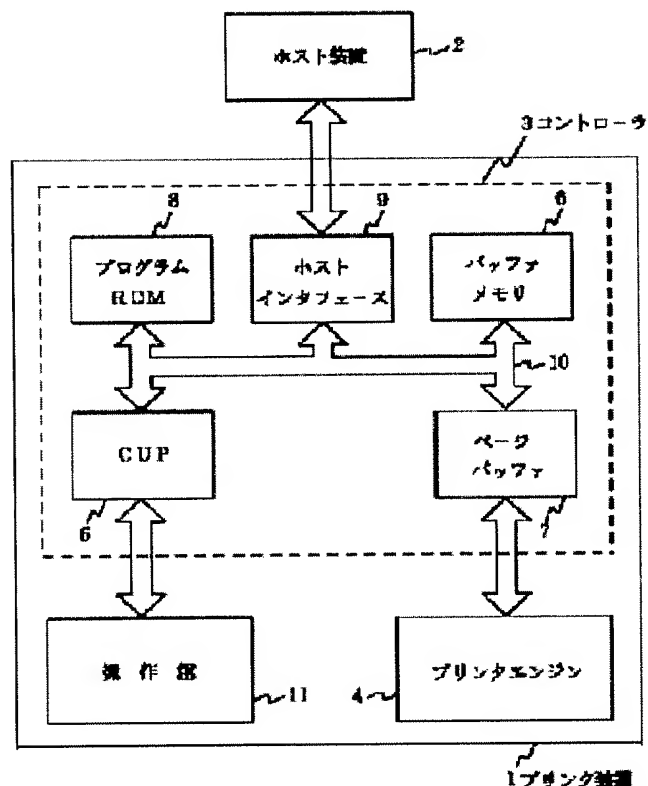 ホスト装置
2
3コントローラ
8
9
6
プログラム
ROM
ホスト
インタフェース
バッファ
メモリ
10
CUP
ページ
バッファ
6
7
操作部
プリンタエンジン
11
4
1プリンタ装置